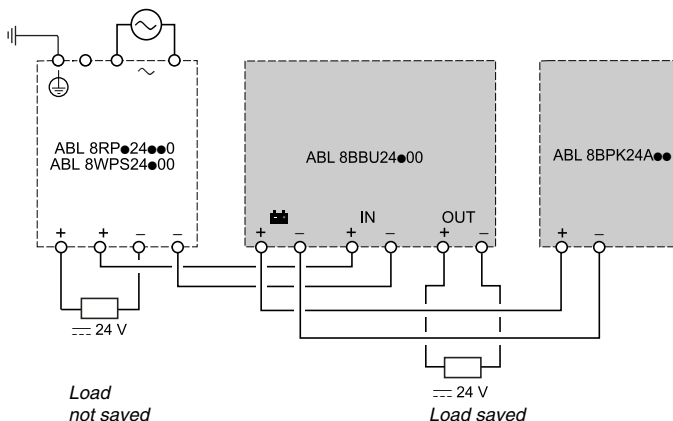 ABL 8RP●24●●0
ABL 8WPS24●00
ABL 8BBU24●00
ABL 8BPK24A●●
IN
OUT
+ + – –
+ – + – + –
+ –
24 V
24 V
Load
not saved
Load saved